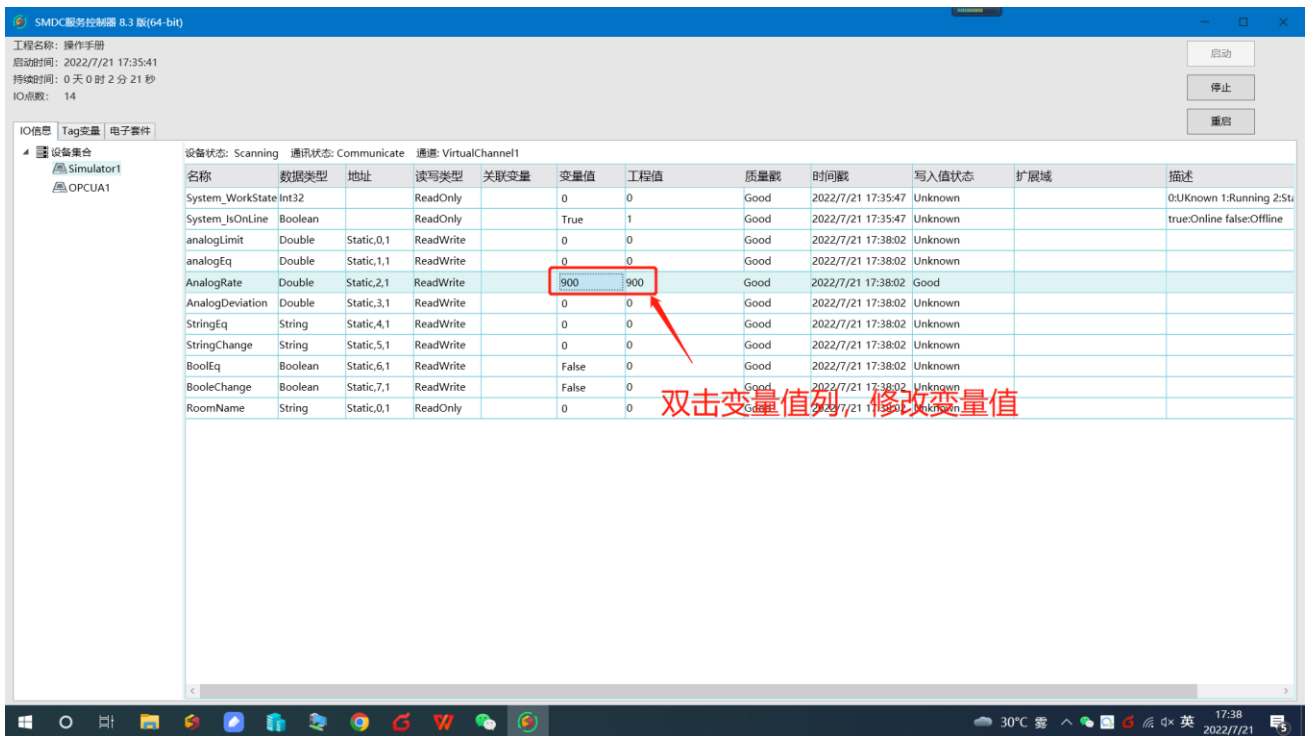 SMDC服务控制器 8.3 版(64-bit)
工程名称: 操作手册
启动时间: 2022/7/21 17:35:41
持续时间: 0 天 0 时 2 分 21 秒
IO点数: 14
启动
停止
重启
IO信息 Tag变量 电子套件
设备集合
Simulator1
OPCUA1
设备状态: Scanning 通讯状态: Communicate 通道: VirtualChannel1
名称 数据类型 地址 读写类型 关联变量 变量值 工程值 质量戳 时间戳 写入值状态 扩展域 描述
System_WorkState Int32 ReadOnly 0 0 Good 2022/7/21 17:35:47 Unknown 0:UKnown 1:Running 2:Sta
System_IsOnLine Boolean ReadOnly True 1 Good 2022/7/21 17:35:47 Unknown true:Online false:Offline
analogLimit Double Static,0,1 ReadWrite 0 0 Good 2022/7/21 17:38:02 Unknown
analogEq Double Static,1,1 ReadWrite 0 0 Good 2022/7/21 17:38:02 Unknown
AnalogRate Double Static,2,1 ReadWrite 900 900 Good 2022/7/21 17:38:02 Good
AnalogDeviation Double Static,3,1 ReadWrite 0 0 Good 2022/7/21 17:38:02 Unknown
StringEq String Static,4,1 ReadWrite 0 0 Good 2022/7/21 17:38:02 Unknown
StringChange String Static,5,1 ReadWrite 0 0 Good 2022/7/21 17:38:02 Unknown
BoolEq Boolean Static,6,1 ReadWrite False 0 Good 2022/7/21 17:38:02 Unknown
BooleChange Boolean Static,7,1 ReadWrite False 0 Good 2022/7/21 17:38:02 Unknown
RoomName String Static,0,1 ReadOnly 0 0 Good 2022/7/21 17:38:02 Unknown
双击变量值列，修改变量值
30°C 雾 英 17:38
2022/7/21